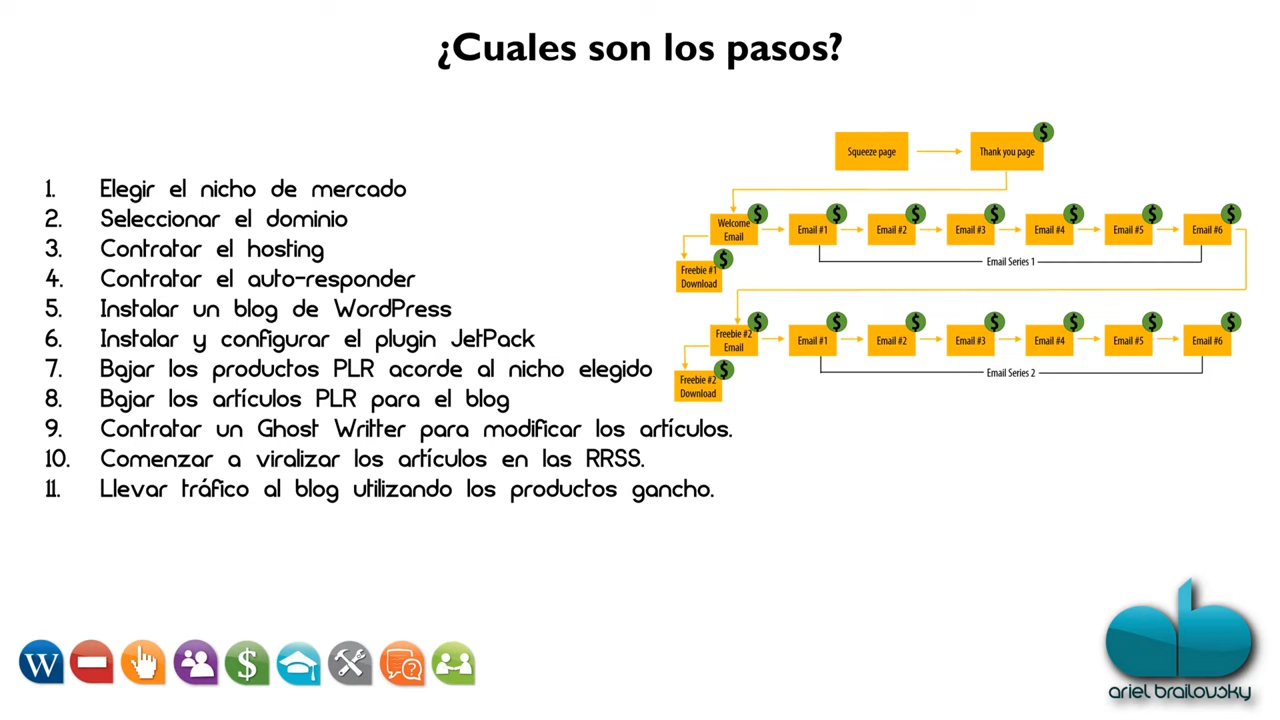 ¿Cuales son los pasos?
1. Elegir el nicho de mercado
2. Seleccionar el dominio
3. Contratar el hosting
4. Contratar el auto-responder
5. Instalar un blog de WordPress
6. Instalar y configurar el plugin JetPack
7. Bajar los productos PLR acorde al nicho elegido
8. Bajar los artículos PLR para el blog
9. Contratar un Ghost Writter para modificar los artículos.
10. Comenzar a viralizar los artículos en las RRSS.
11. Llevar tráfico al blog utilizando los productos gancho.
$
Squeeze page
Thank you page
$ $ $ $ $ $ $
Welcome
Email
Email #1
Email #2
Email #3
Email #4
Email #5
Email #6
$
Freebie #1
Download
Email Series 1
$ $ $ $ $ $ $
Freebie #2
Email
Email #1
Email #2
Email #3
Email #4
Email #5
Email #6
$
Freebie #2
Download
Email Series 2
W
$
?
ab
ariel brailovsky